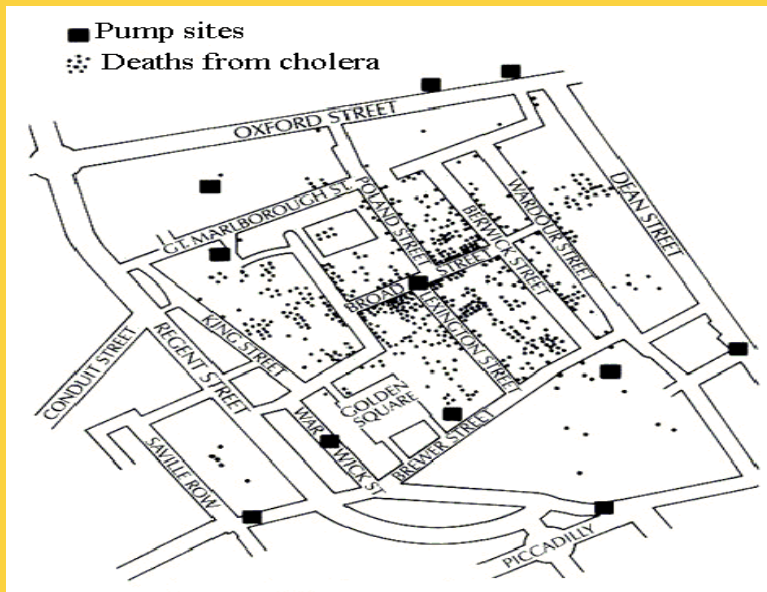 Pump sites
Deaths from cholera
OXFORD STREET
GT. MARLBOROUGH ST.
POLAND STREET
BERWICK STREET
WARDOUR STREET
DEAN STREET
BROAD STREET
LEXINGTON STREET
KING STREET
REGENT STREET
CONDUIT STREET
GOLDEN
SQUARE
WARWICK ST
BREWER STREET
SAVILLE ROW
PICCADILLY